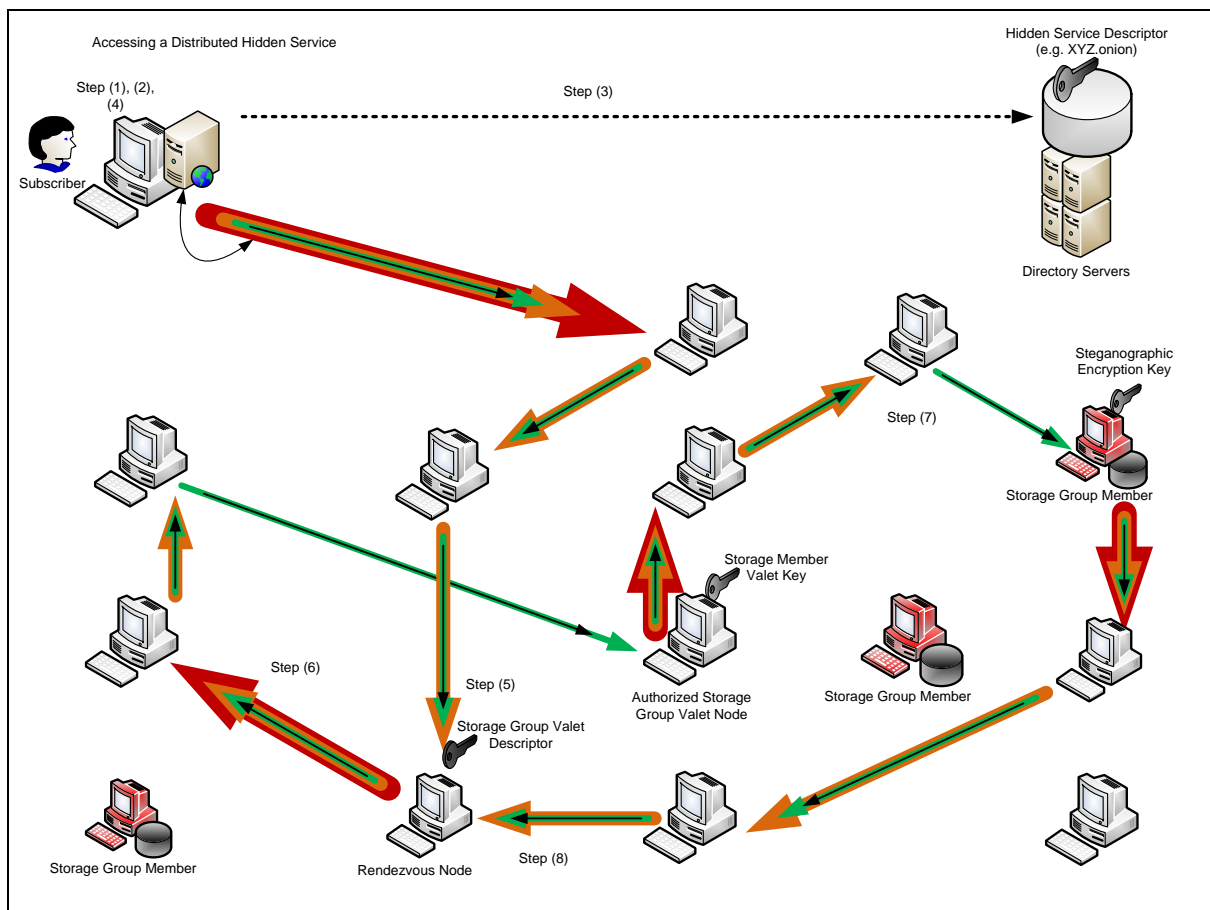 Accessing a Distributed Hidden Service
Hidden Service Descriptor
(e.g. XYZ.onion)
Step (1), (2),
(4)
Step (3)
Subscriber
Directory Servers
Steganographic
Encryption Key
Step (7)
Storage Group Member
Storage Member
Valet Key
Step (6)
Step (5)
Authorized Storage
Group Valet Node
Storage Group Member
Storage Group Valet
Descriptor
Storage Group Member
Rendezvous Node
Step (8)